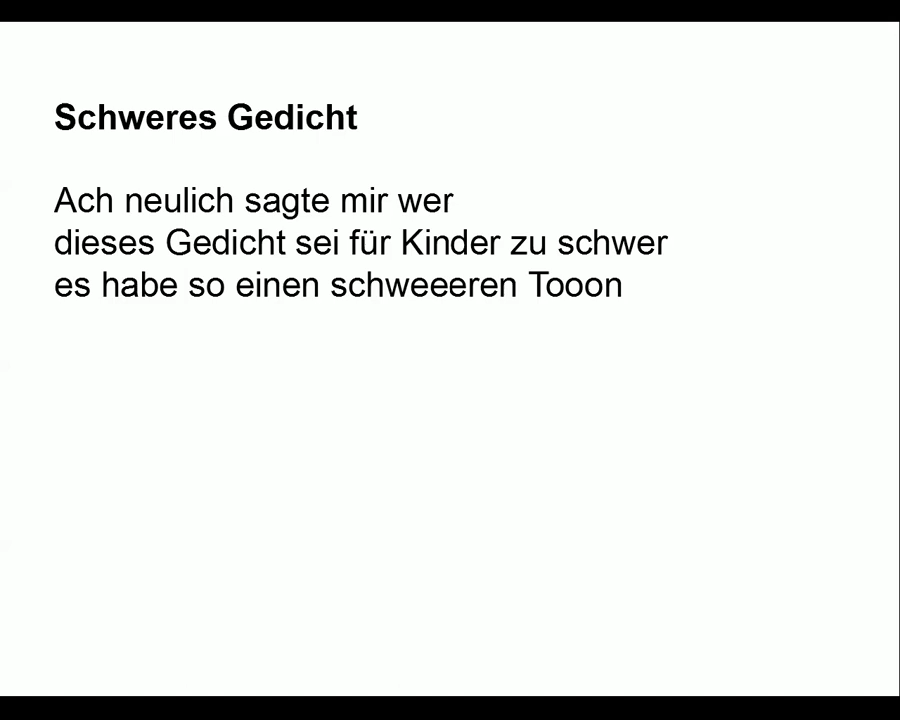 Schweres Gedicht
Ach neulich sagte mir wer
dieses Gedicht sei für Kinder zu schwer
es habe so einen schweeeren Tooon